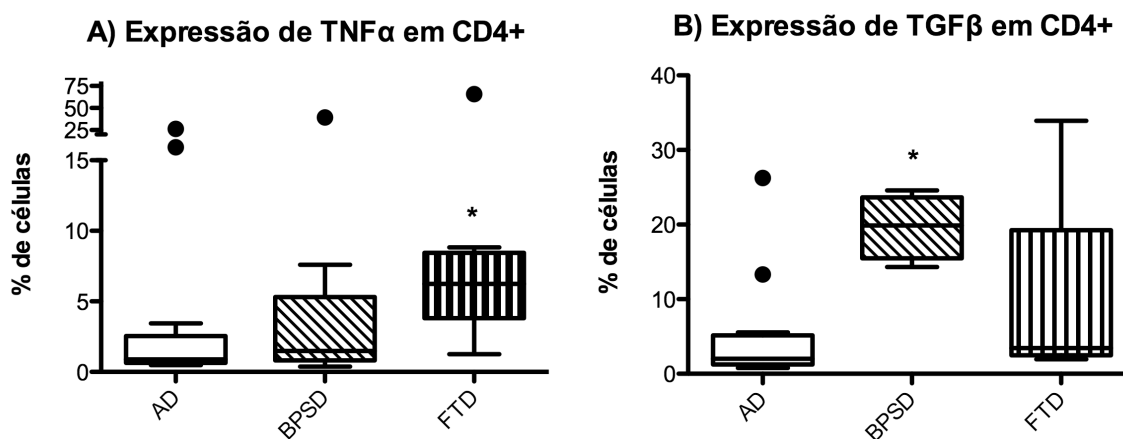 A) Expressão de TNFα em CD4+
75
50
25
15
10
5
0
% de células
*
AD
BPSD
FTD
B) Expressão de TGFβ em CD4+
40
30
20
10
0
% de células
*
AD
BPSD
FTD